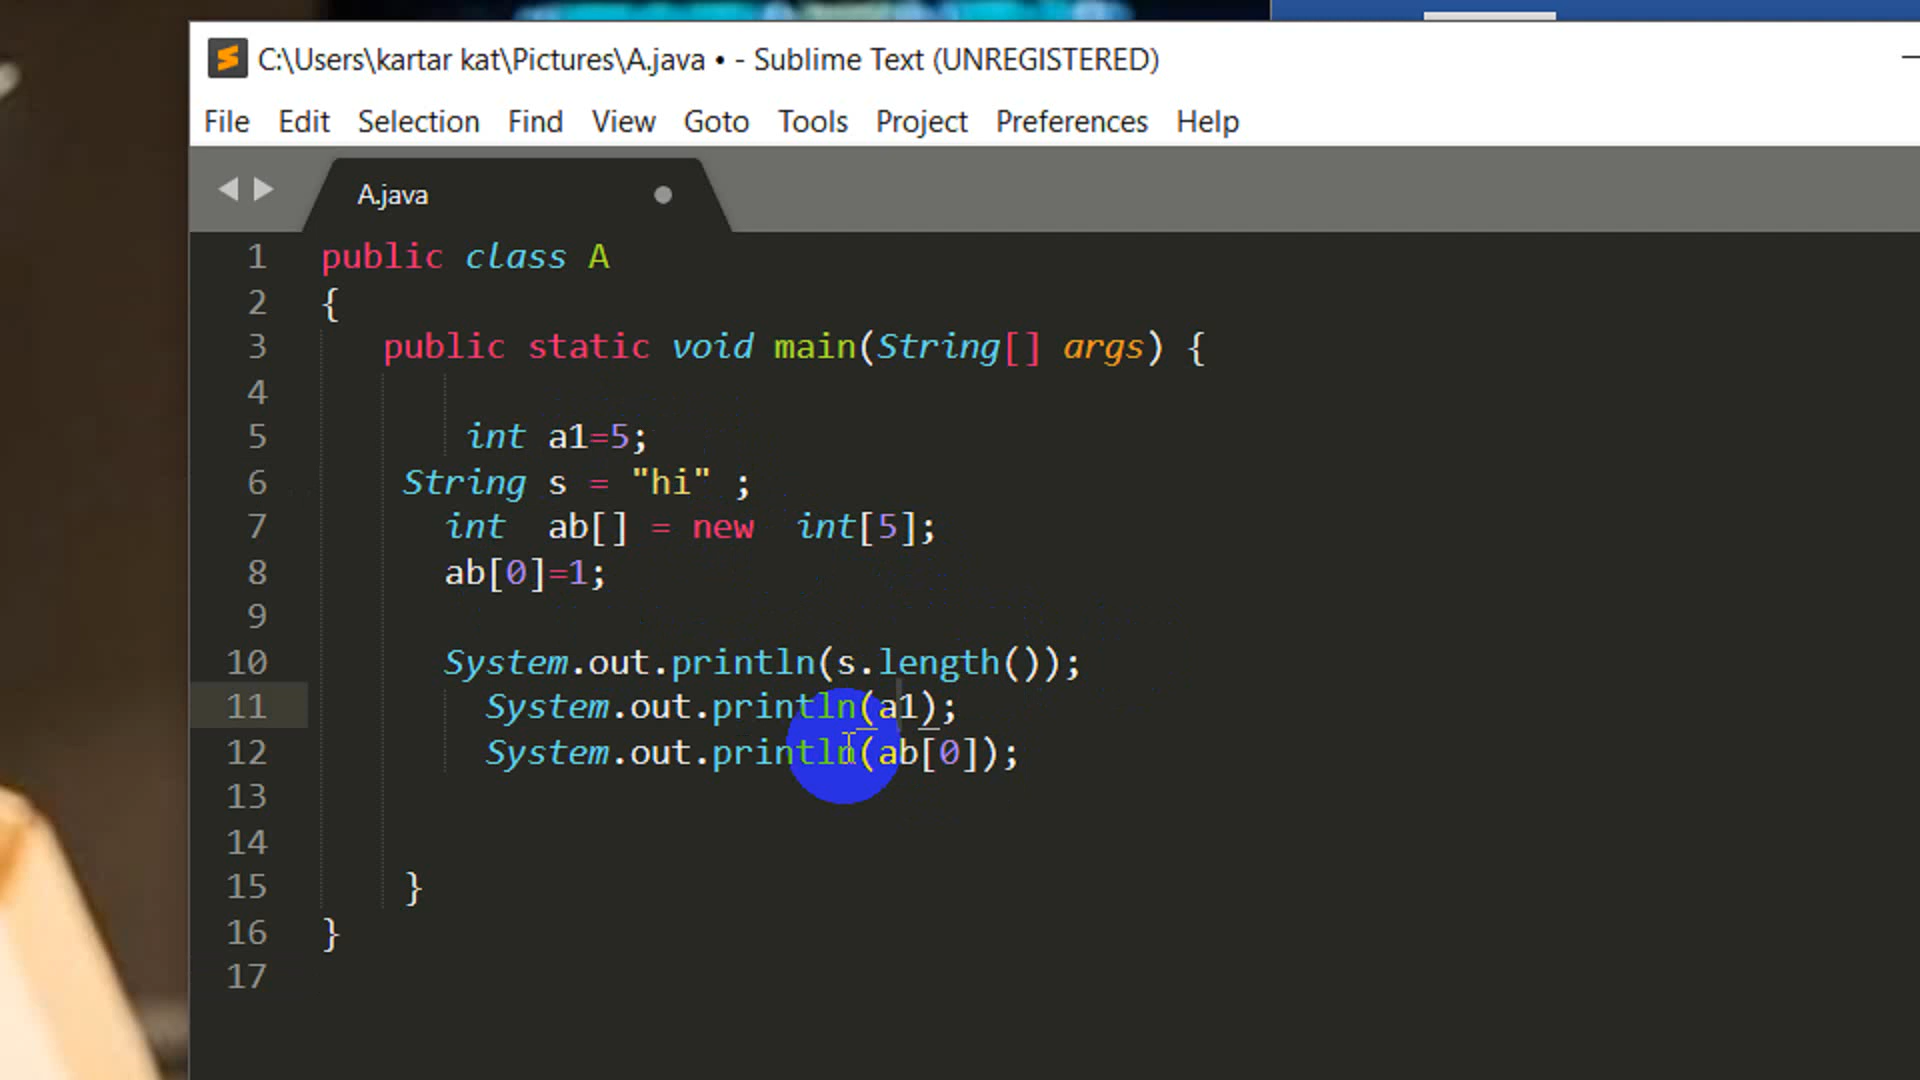 C:\Users\kartar kat\Pictures\A.java • - Sublime Text (UNREGISTERED)
File Edit Selection Find View Goto Tools Project Preferences Help
A.java
1 public class A
2 {
3 public static void main(String[] args) {
4
5 int a1=5;
6 String s = "hi" ;
7 int ab[] = new int[5];
8 ab[0]=1;
9
10 System.out.println(s.length());
11 System.out.println(a1);
12 System.out.println(ab[0]);
13
14
15 }
16 }
17